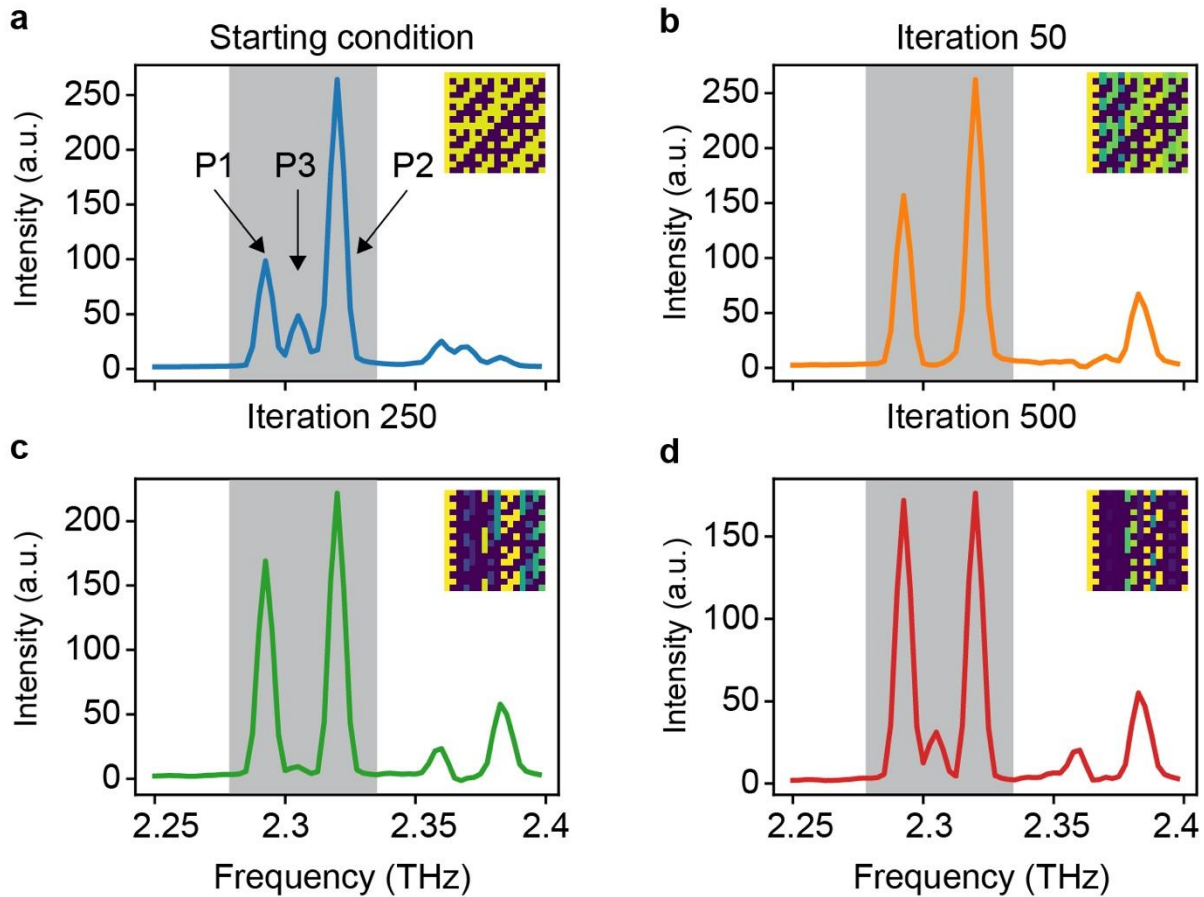 a
Starting condition
Intensity (a.u.)
250
200
150
100
50
0
P1
P3
P2
b
Iteration 50
Intensity (a.u.)
250
200
150
100
50
0
c
Iteration 250
Intensity (a.u.)
200
150
100
50
0
2.25
2.3
2.35
2.4
Frequency (THz)
d
Iteration 500
Intensity (a.u.)
150
100
50
0
2.25
2.3
2.35
2.4
Frequency (THz)